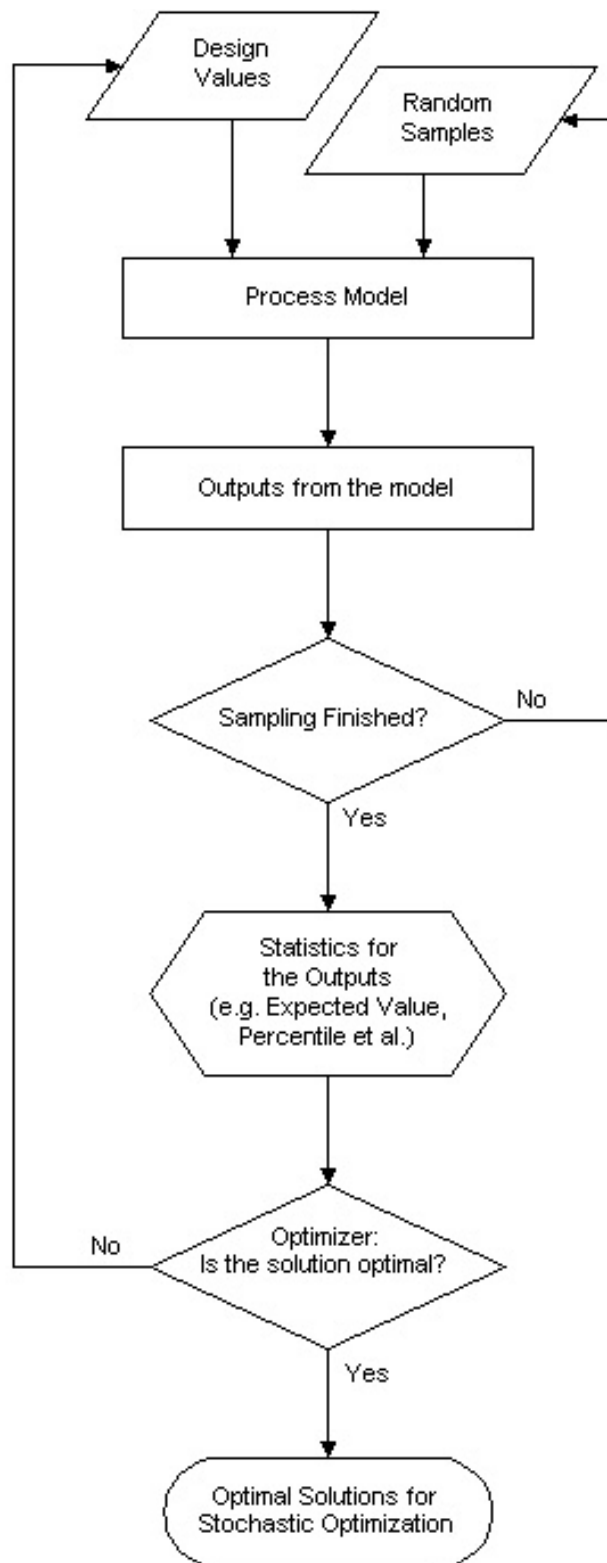 Design
Values
Random
Samples
Process Model
Outputs from the model
Sampling Finished?
No
Yes
Statistics for
the Outputs
(e.g. Expected Value,
Percentile et al.)
Optimizer:
Is the solution optimal?
No
Yes
Optimal Solutions for
Stochastic Optimization